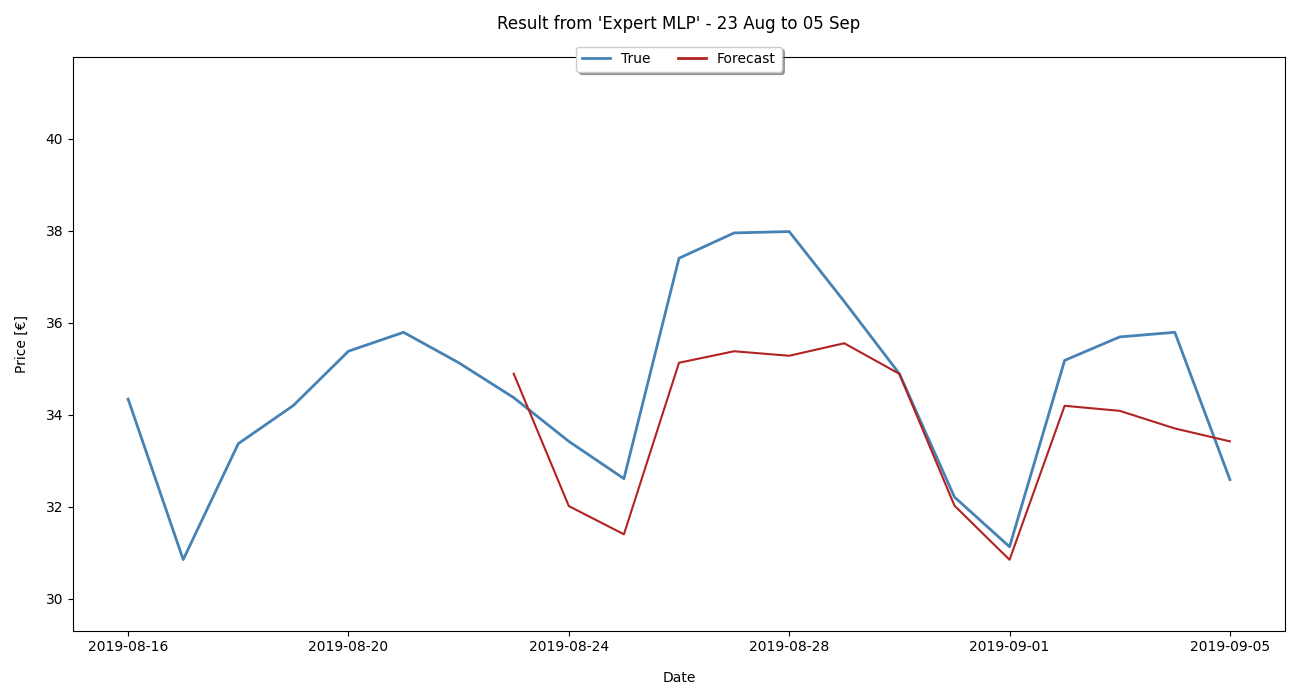 Result from 'Expert MLP' - 23 Aug to 05 Sep
True Forecast
40
38
36
34
32
30
Price [€]
2019-08-16 2019-08-20 2019-08-24 2019-08-28 2019-09-01 2019-09-05
Date